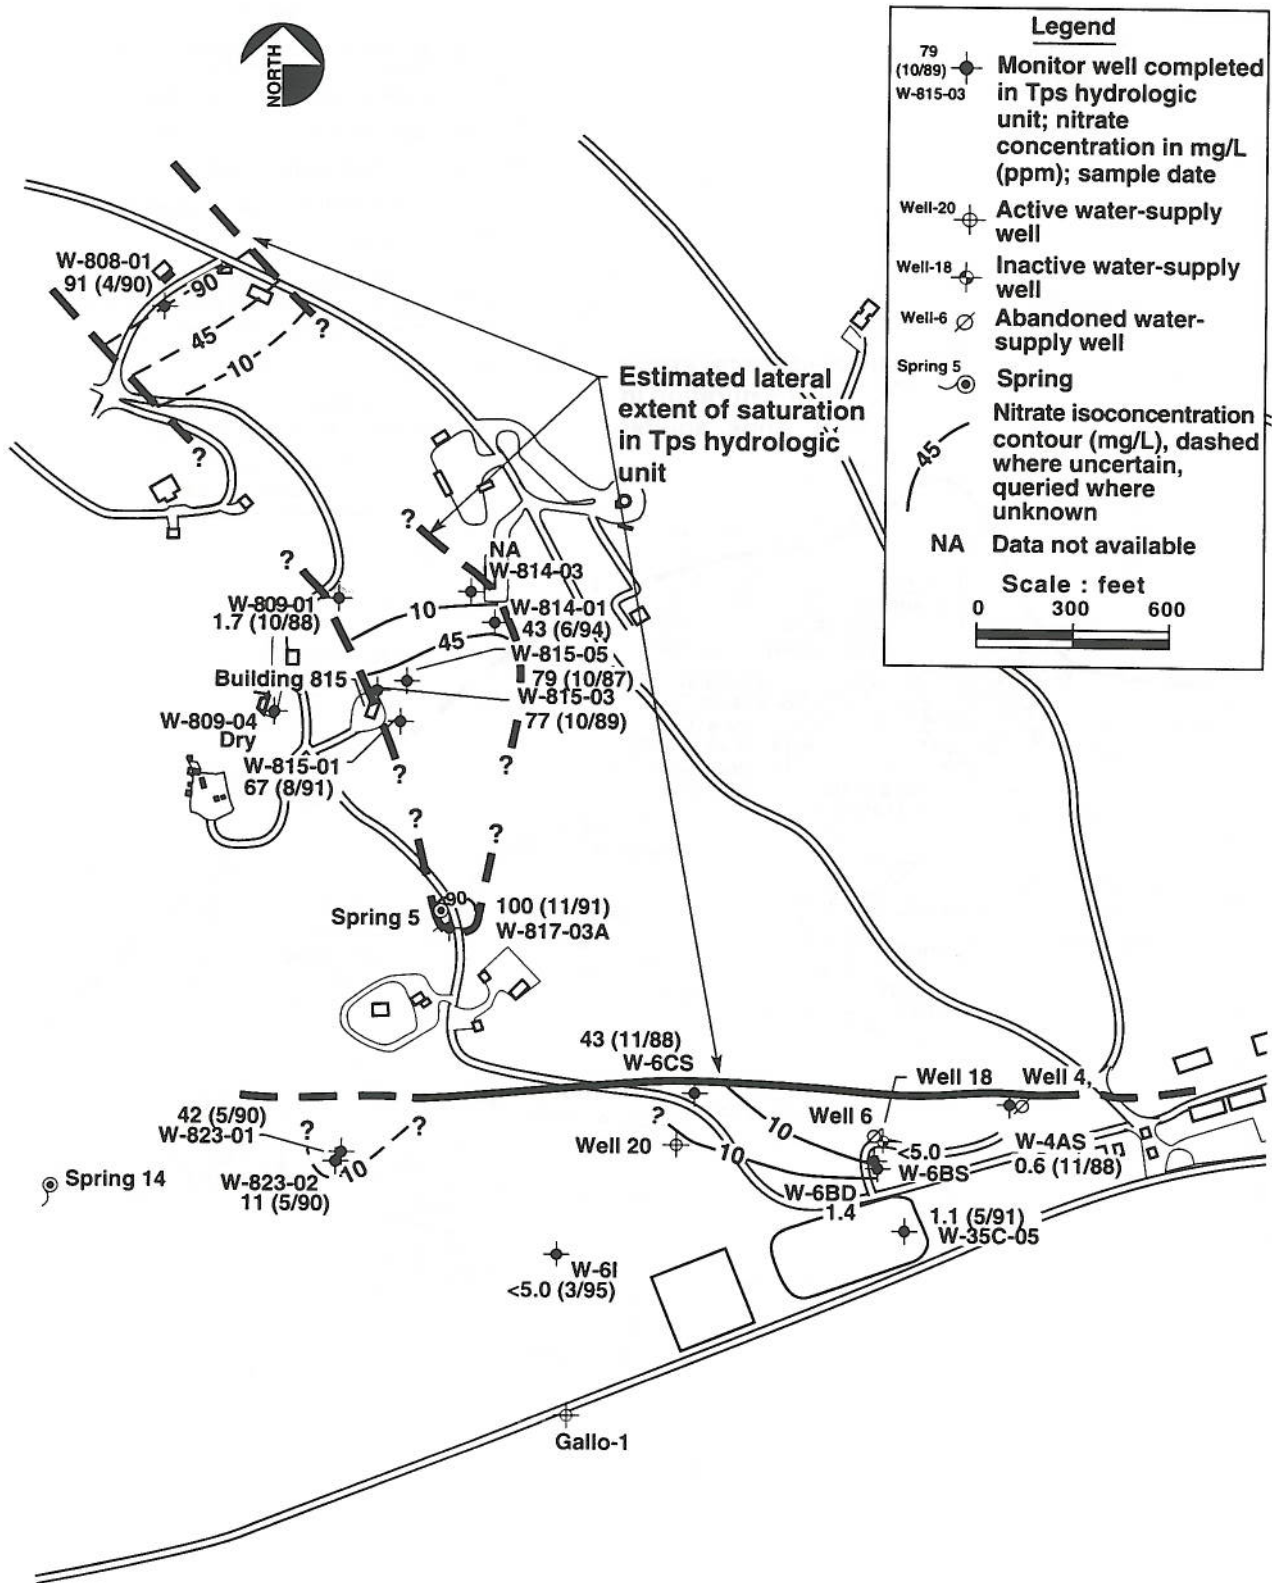 NORTH
Legend
79
(10/89)
W-815-03
Monitor well completed
in Tps hydrologic
unit; nitrate
concentration in mg/L
(ppm); sample date
Well-20
Active water-supply
well
Well-18
Inactive water-supply
well
Well-6
Abandoned water-
supply well
Spring 5
Spring
45
Nitrate isoconcentration
contour (mg/L), dashed
where uncertain,
queried where
unknown
NA Data not available
Scale : feet
0 300 600
W-808-01
91 (4/90)
90
45
10
?
?
Estimated lateral
extent of saturation
in Tps hydrologic
unit
?
NA
W-814-03
?
W-809-01
1.7 (10/88)
10
W-814-01
43 (6/94)
45
W-815-05
79 (10/87)
Building 815
W-815-03
77 (10/89)
W-809-04
Dry
W-815-01
67 (8/91)
?
?
?
?
90
Spring 5
100 (11/91)
W-817-03A
43 (11/88)
W-6CS
Well 18
Well 4
42 (5/90)
W-823-01
?
?
10
W-823-02
11 (5/90)
Spring 14
?
Well 20
10
10
Well 6
<5.0
W-6BS
W-4AS
0.6 (11/88)
W-6BD
1.4
1.1 (5/91)
W-35C-05
W-6I
<5.0 (3/95)
Gallo-1